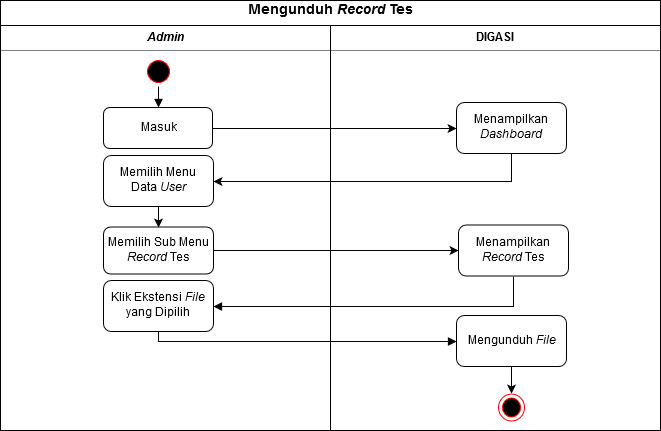 Mengunduh Record Tes
Admin
DIGASI
Masuk
Menampilkan
Dashboard
Memilih Menu
Data User
Memilih Sub Menu
Record Tes
Menampilkan
Record Tes
Klik Ekstensi File
yang Dipilih
Mengunduh File